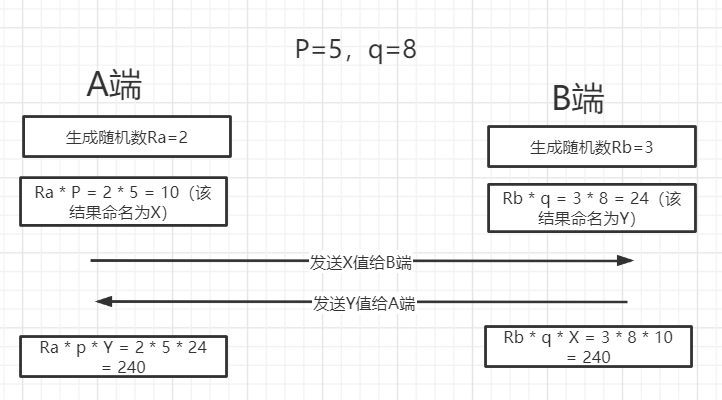 P=5，q=8
A端
B端
生成随机数Ra=2
生成随机数Rb=3
Ra * P = 2 * 5 = 10（该
结果命名为X）
Rb * q = 3 * 8 = 24（该
结果命名为Y）
发送X值给B端
发送Y值给A端
Ra * p * Y = 2 * 5 * 24
= 240
Rb * q * X = 3 * 8 * 10
= 240